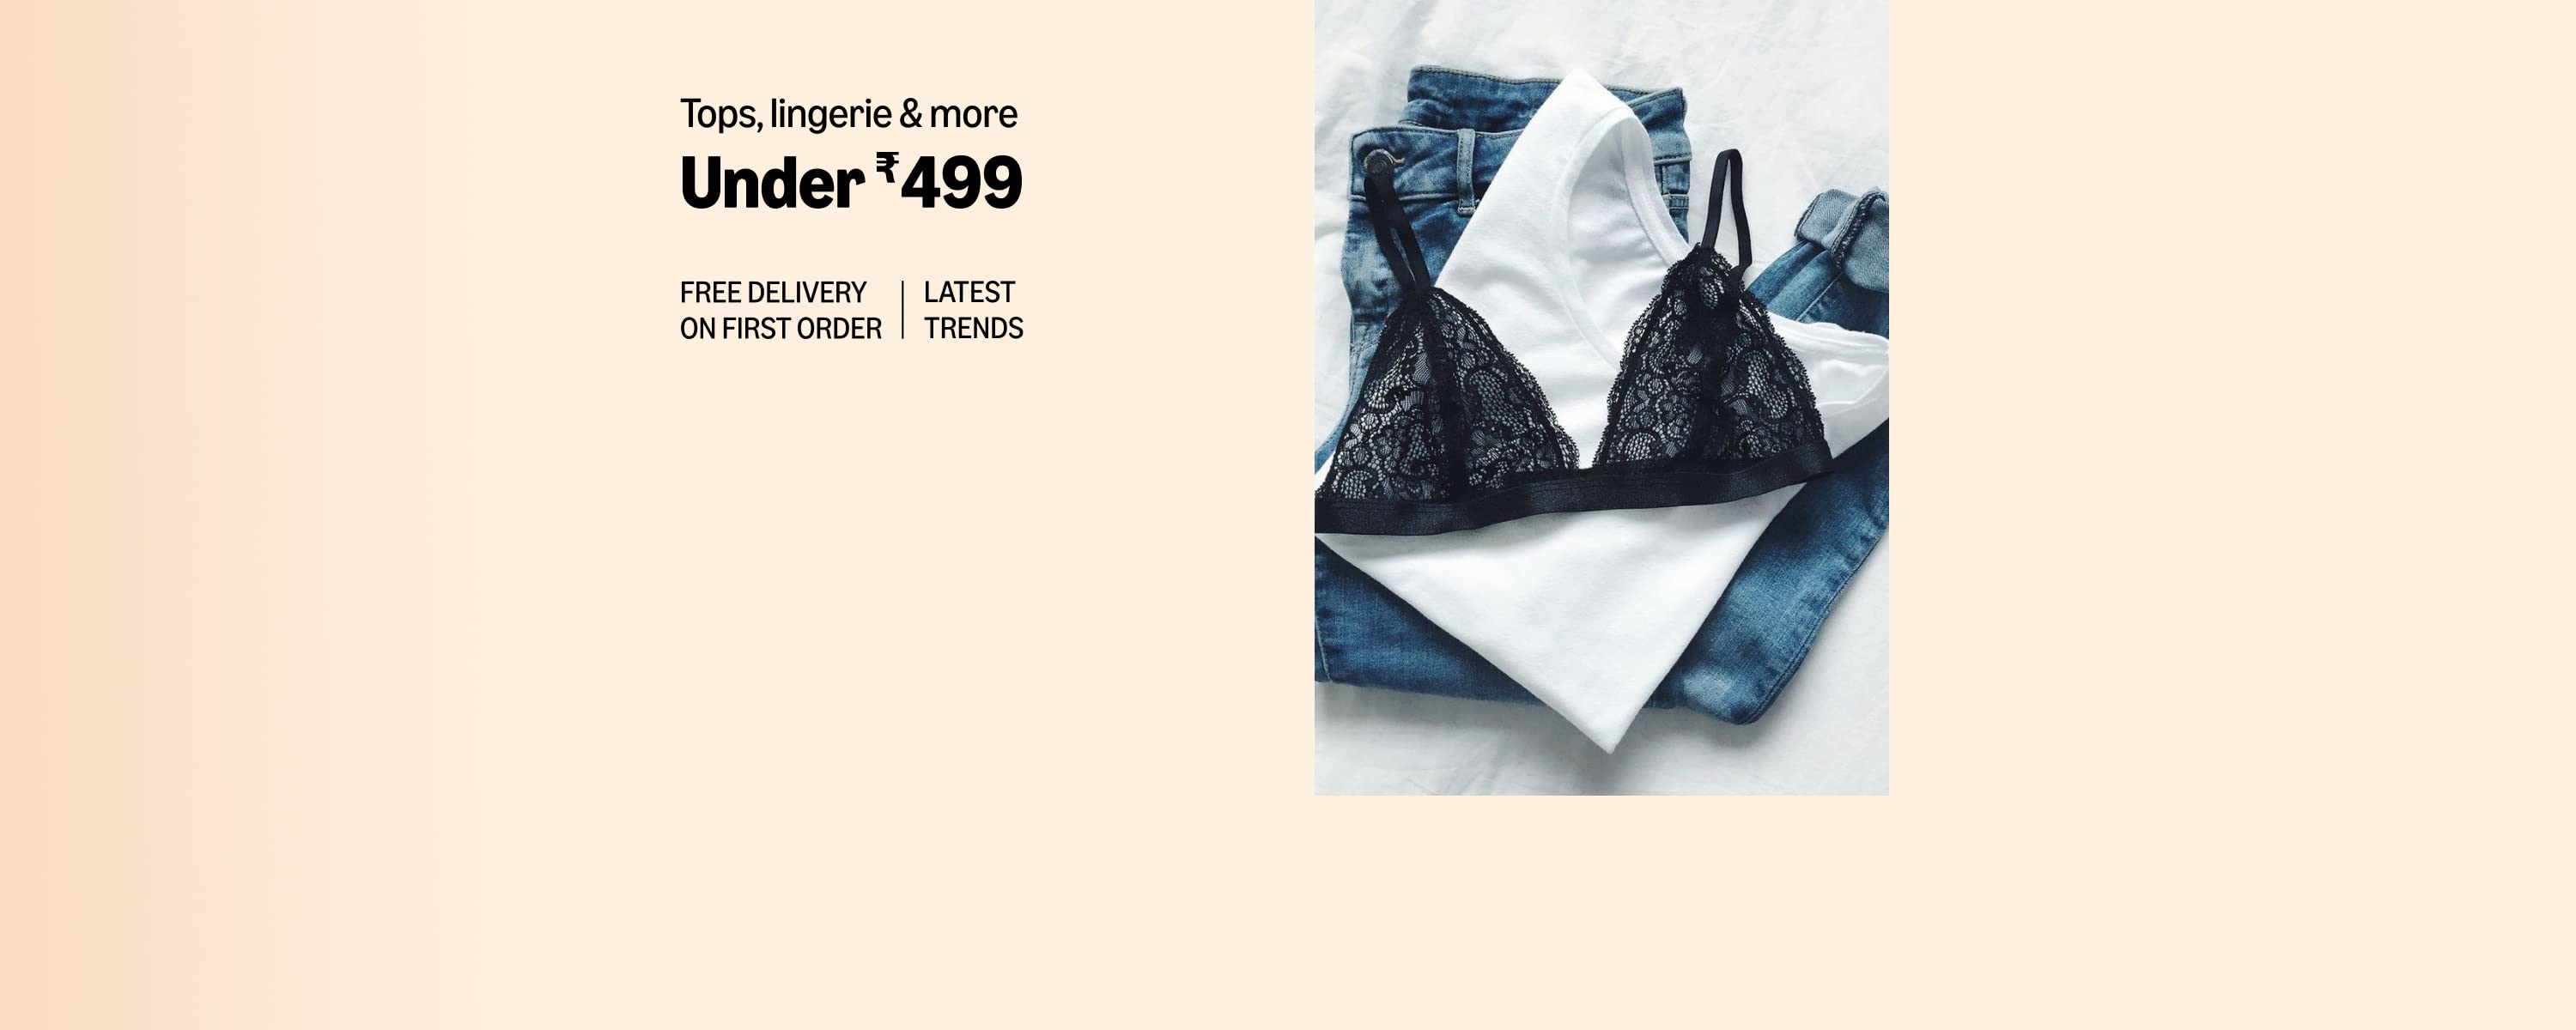 Tops, lingerie & more
Under ₹499
FREE DELIVERY
ON FIRST ORDER
LATEST
TRENDS